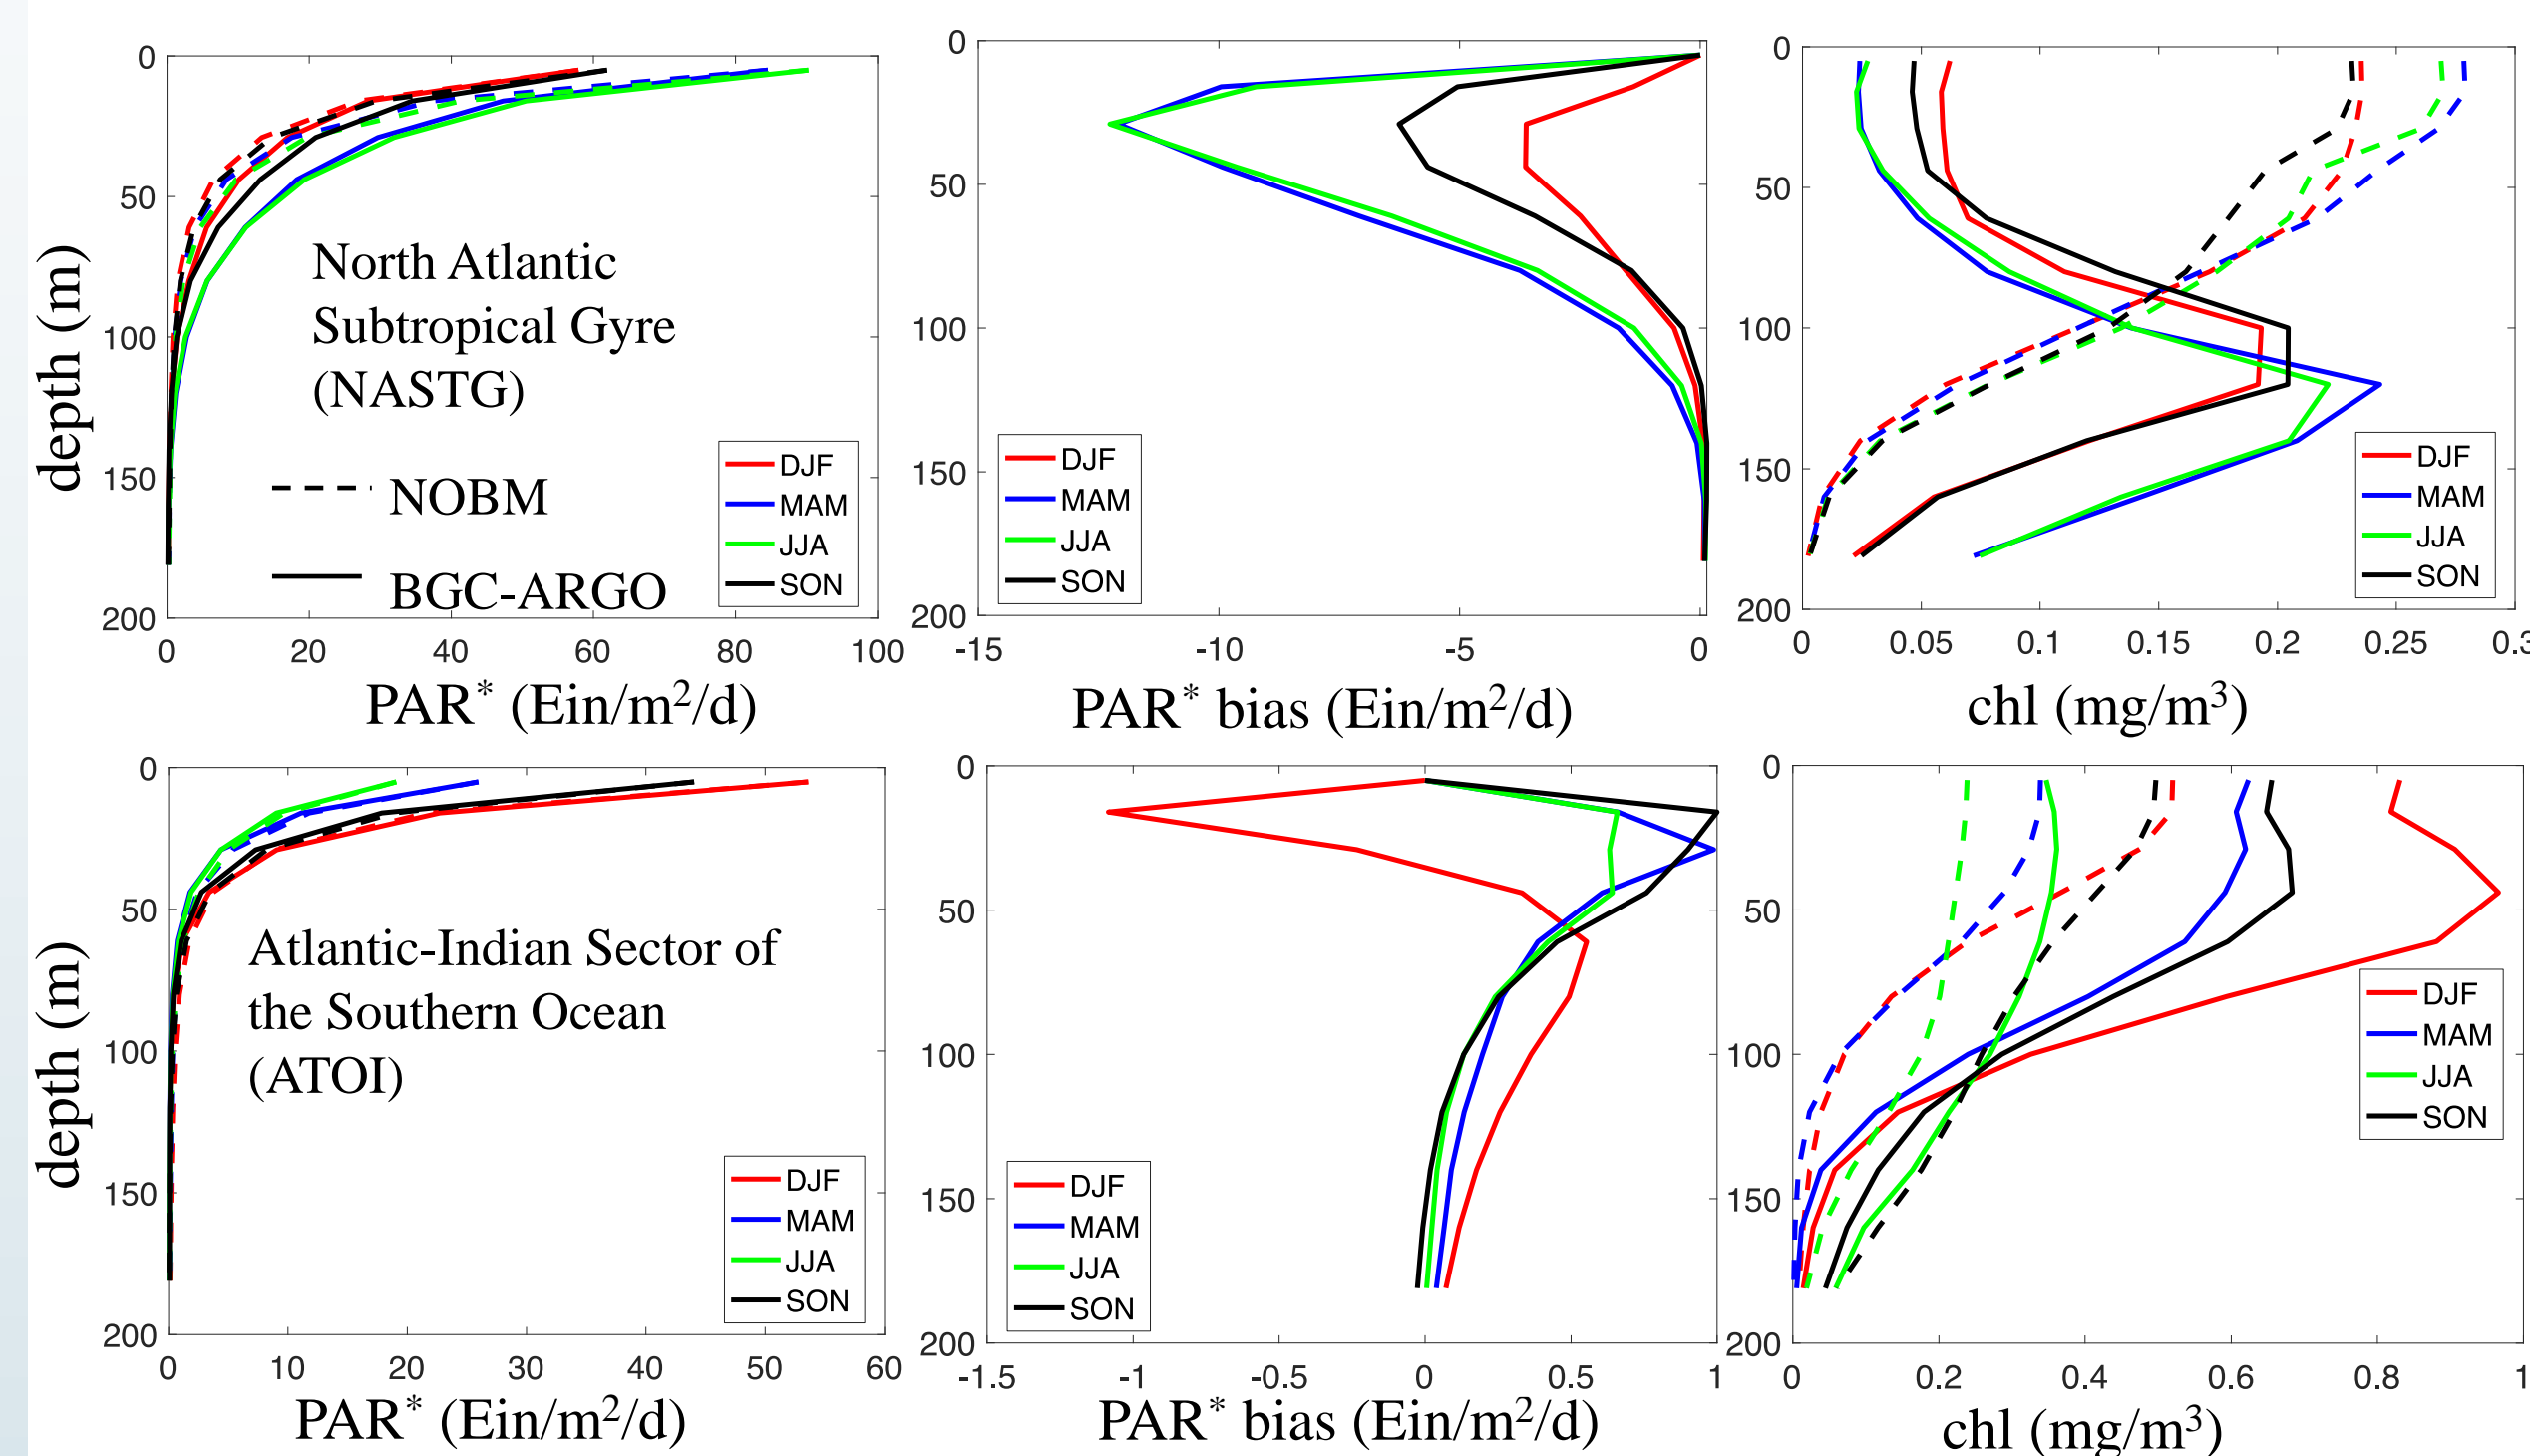 0
50
100
150
200
depth (m)
North Atlantic
Subtropical Gyre
(NASTG)
NOBM
BGC-ARGO
DJF
MAM
JJA
SON
0 20 40 60 80 100
PAR* (Ein/m²/d)
0
50
100
150
200
DJF
MAM
JJA
SON
-15 -10 -5 0
PAR* bias (Ein/m²/d)
0
50
100
150
200
DJF
MAM
JJA
SON
0 0.05 0.1 0.15 0.2 0.25
chl (mg/m³)
0
50
100
150
200
depth (m)
Atlantic-Indian Sector of
the Southern Ocean
(ATOI)
DJF
MAM
JJA
SON
0 10 20 30 40 50 60
PAR* (Ein/m²/d)
0
50
100
150
200
DJF
MAM
JJA
SON
-1.5 -1 -0.5 0 0.5 1
PAR* bias (Ein/m²/d)
0
50
100
150
200
DJF
MAM
JJA
SON
0 0.2 0.4 0.6 0.8 1
chl (mg/m³)